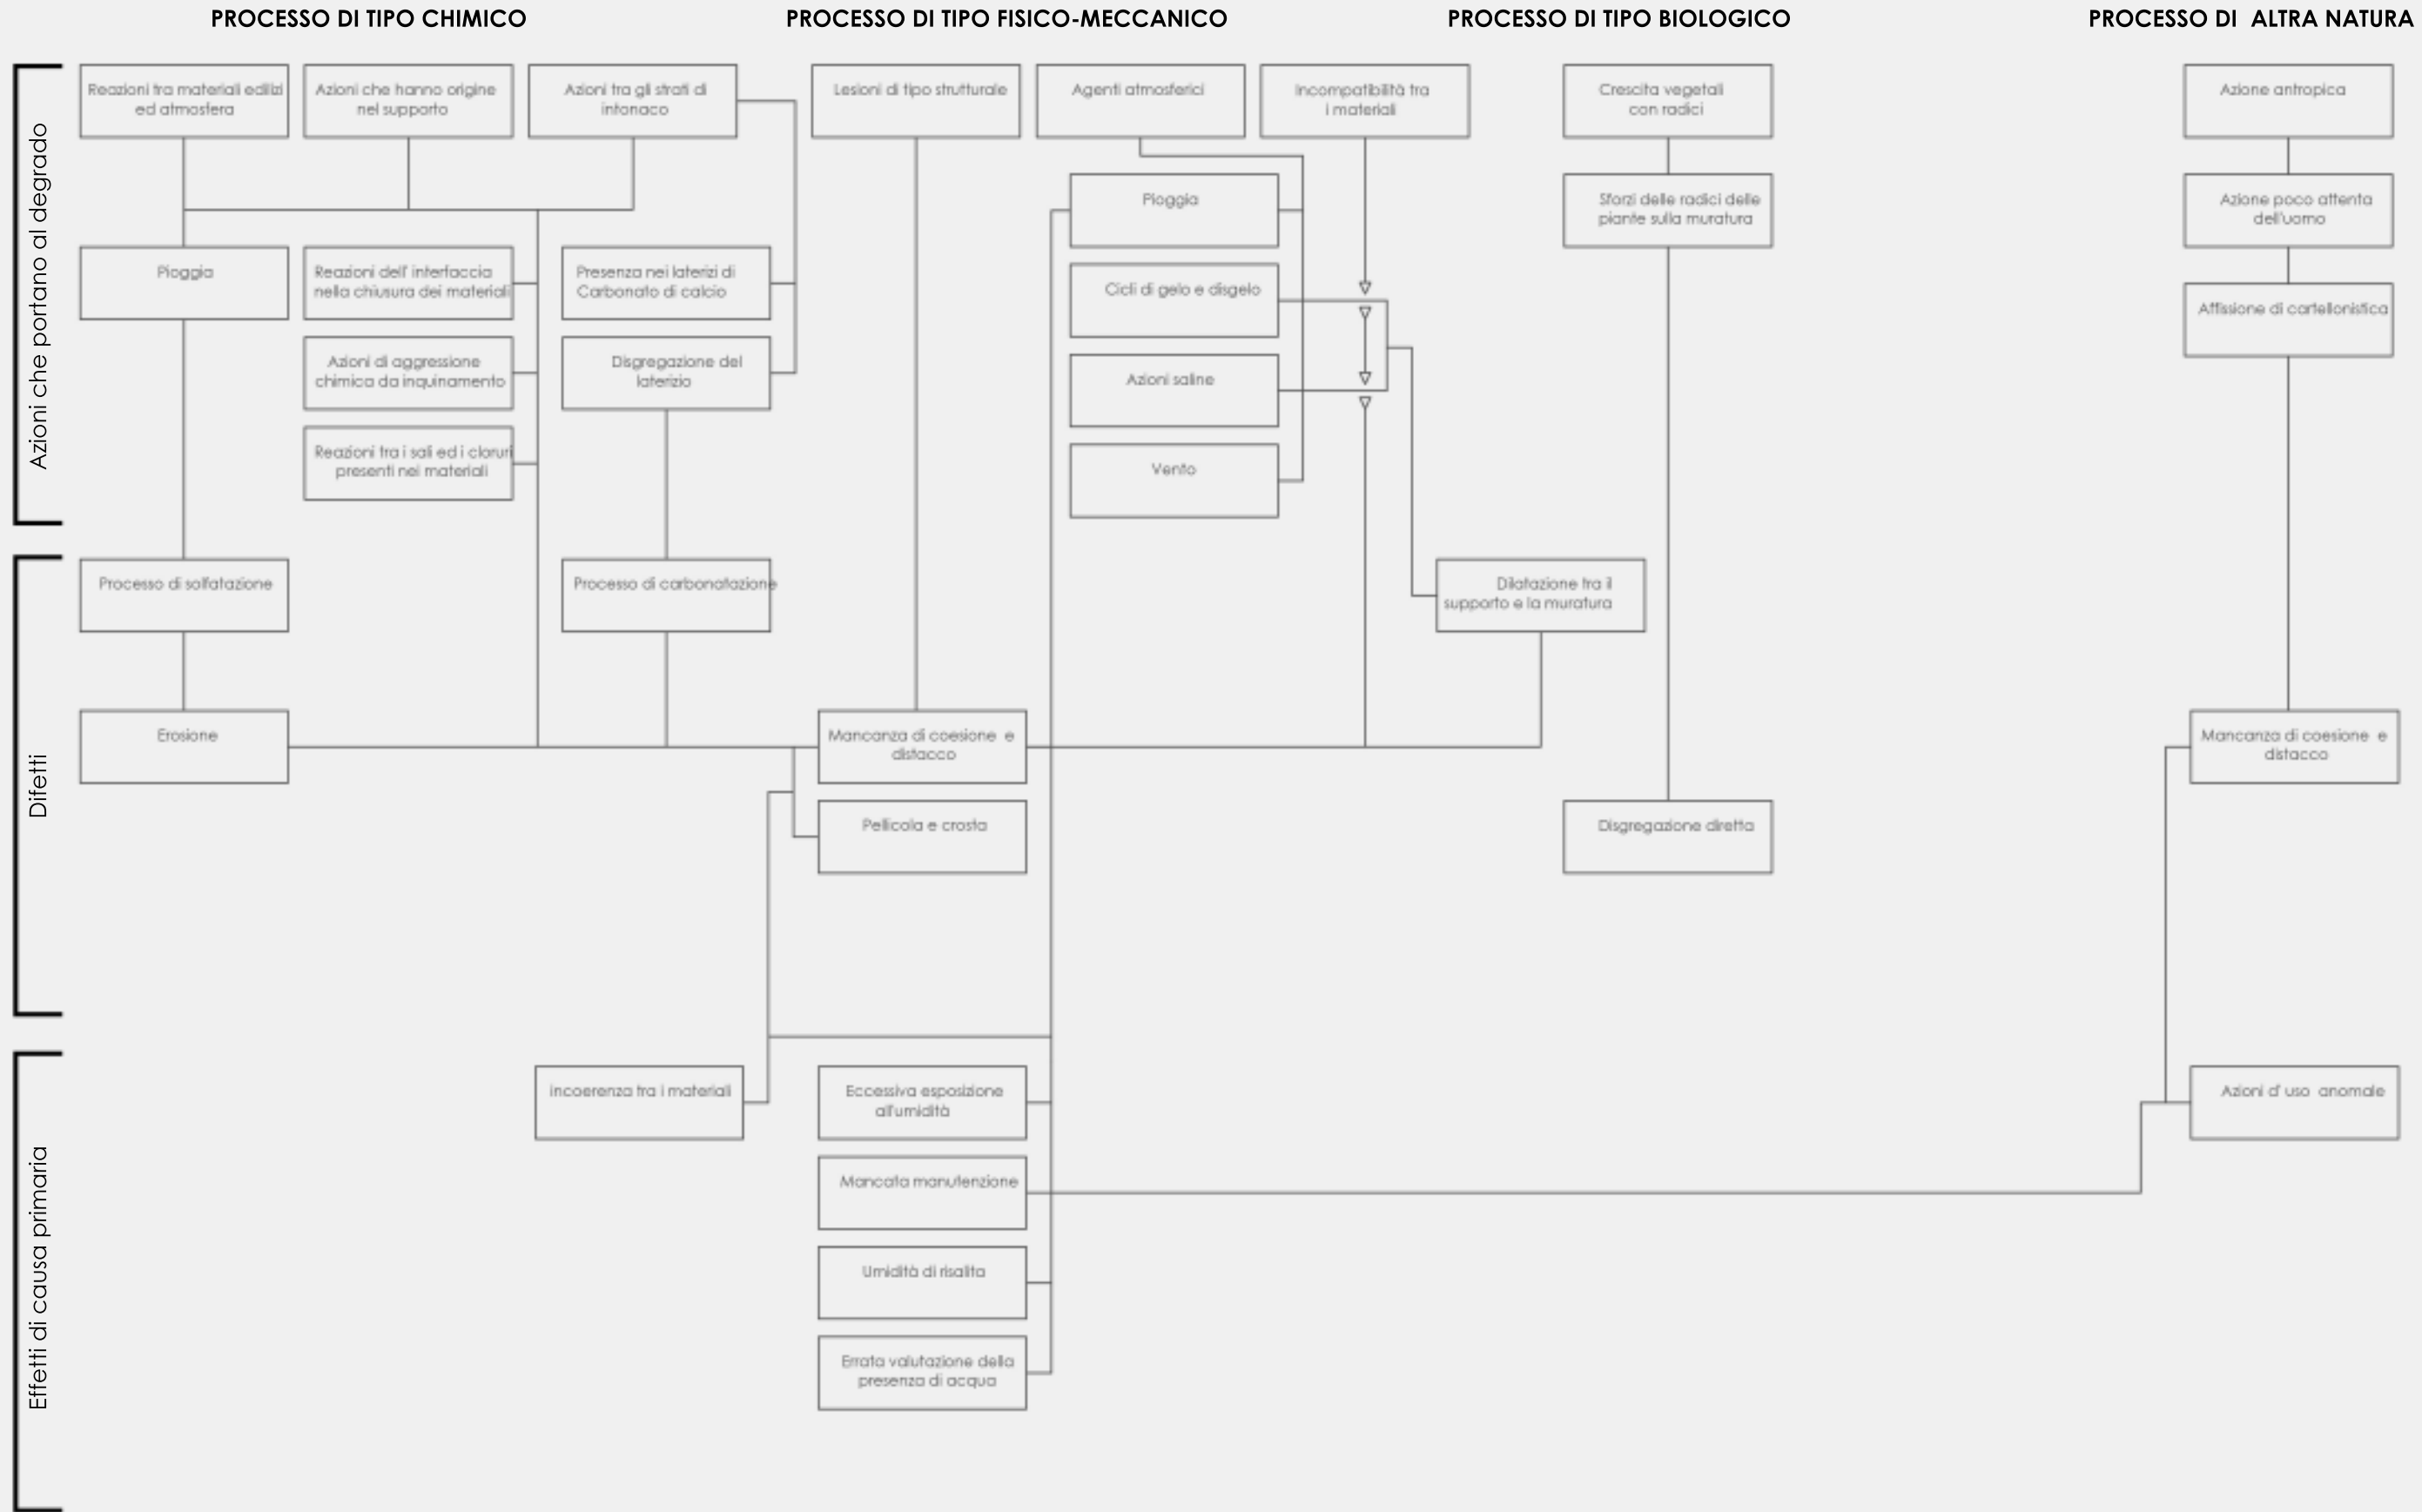 PROCESSO DI TIPO CHIMICO
PROCESSO DI TIPO FISICO-MECCANICO
PROCESSO DI TIPO BIOLOGICO
PROCESSO DI ALTRA NATURA
Azioni che portano al degrado
Reazioni tra materiali edilizi
ed atmosfera
Azioni che hanno origine
nel supporto
Azioni tra gli strati di
intonaco
Lesioni di tipo strutturale
Agenti atmosferici
Incompatibilità tra
i materiali
Crescita vegetali
con radici
Azione antropica
Pioggia
Sforzi delle radici delle
piante sulla muratura
Azione poco attenta
dell'uomo
Pioggia
Reazioni dell' interfaccia
nella chiusura dei materiali
Presenza nei laterizi di
Carbonato di calcio
Cicli di gelo e disgelo
Affissione di cartellonistica
Azioni di aggressione
chimica da inquinamento
Disgregazione del
laterizio
Azioni saline
Reazioni tra i sali ed i cloruri
presenti nei materiali
Vento
Difetti
Processo di solfatazione
Processo di carbonatazione
Dilatazione tra il
supporto e la muratura
Erosione
Mancanza di coesione e
distacco
Mancanza di coesione e
distacco
Pellicola e crosta
Disgregazione diretta
Effetti di causa primaria
incoerenza tra i materiali
Eccessiva esposizione
all'umidità
Azioni d' uso anomale
Mancata manutenzione
Umidità di risalita
Errata valutazione della
presenza di acqua